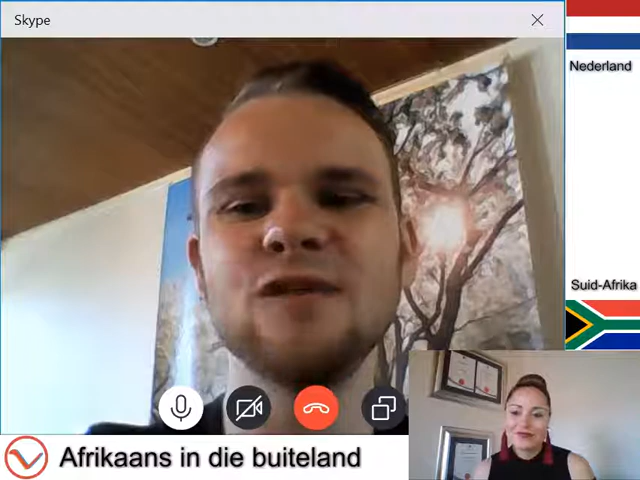 Skype
Nederland
Suid-Afrika
Afrikaans in die buiteland